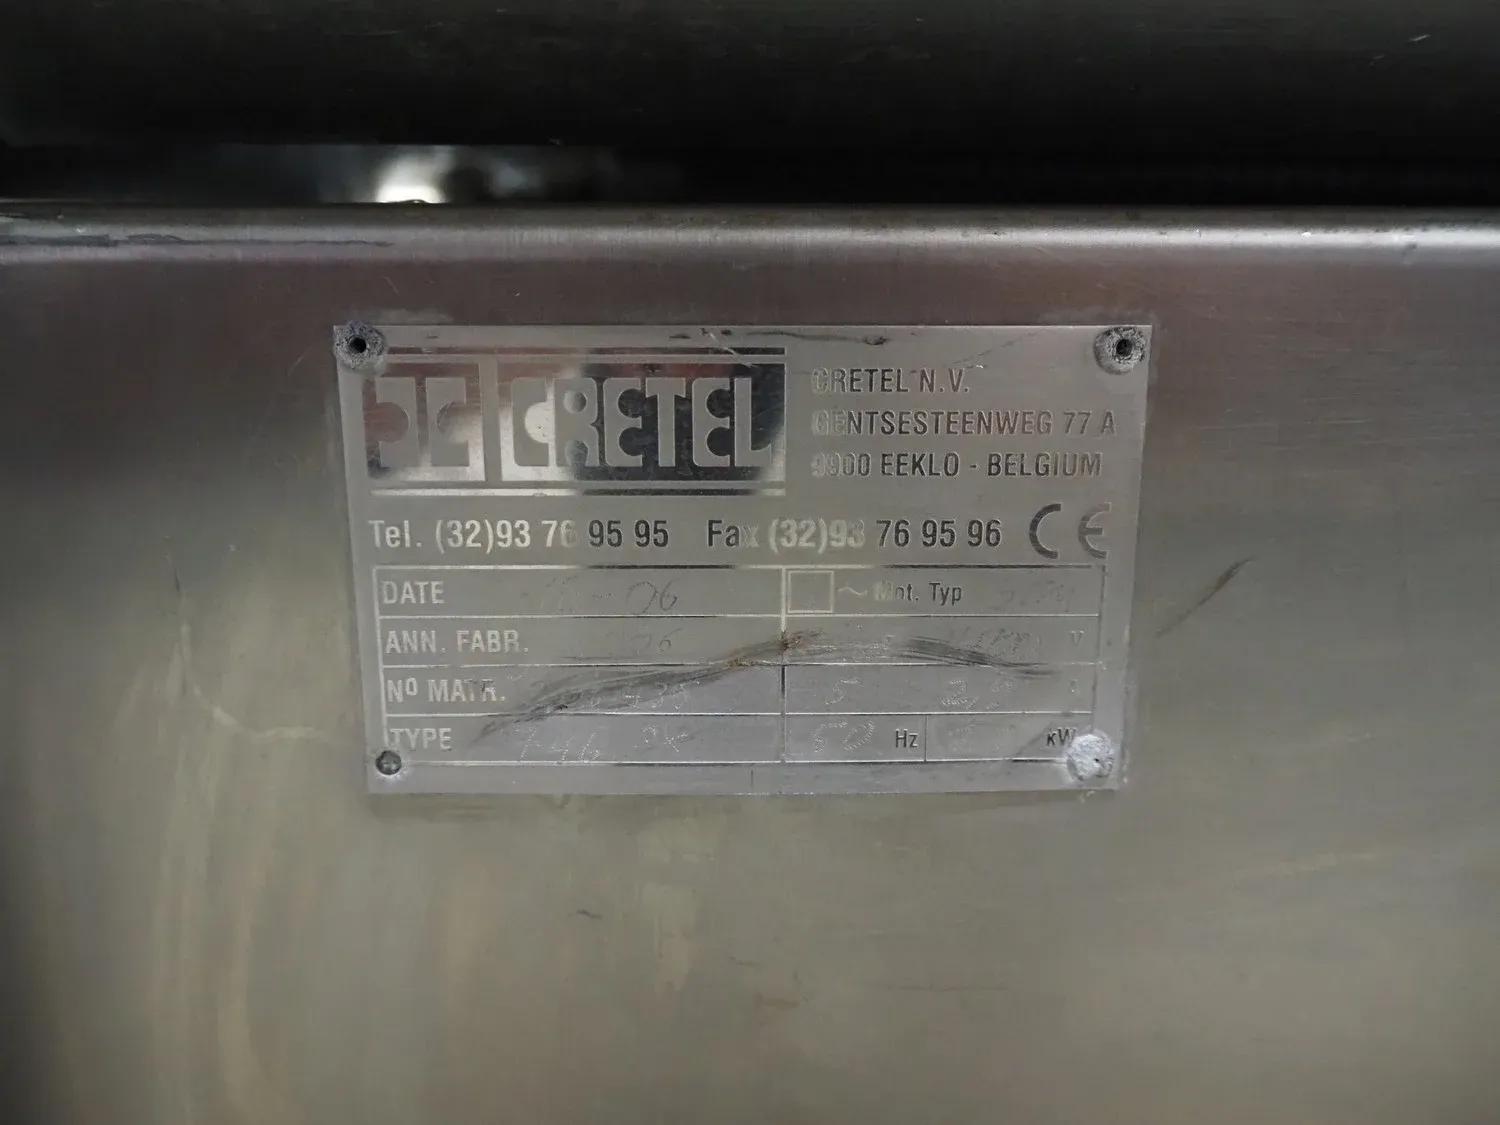 CRETEL
CRETEL N.V.
GENTSESTEENWEG 77 A
9900 EEKLO - BELGIUM
Tel. (32)93 76 95 95 Fax (32)93 76 95 96 CE
DATE 06 ~ Mot. Typ
ANN. FABR. V
Nº MATR.
TYPE 50 Hz kW